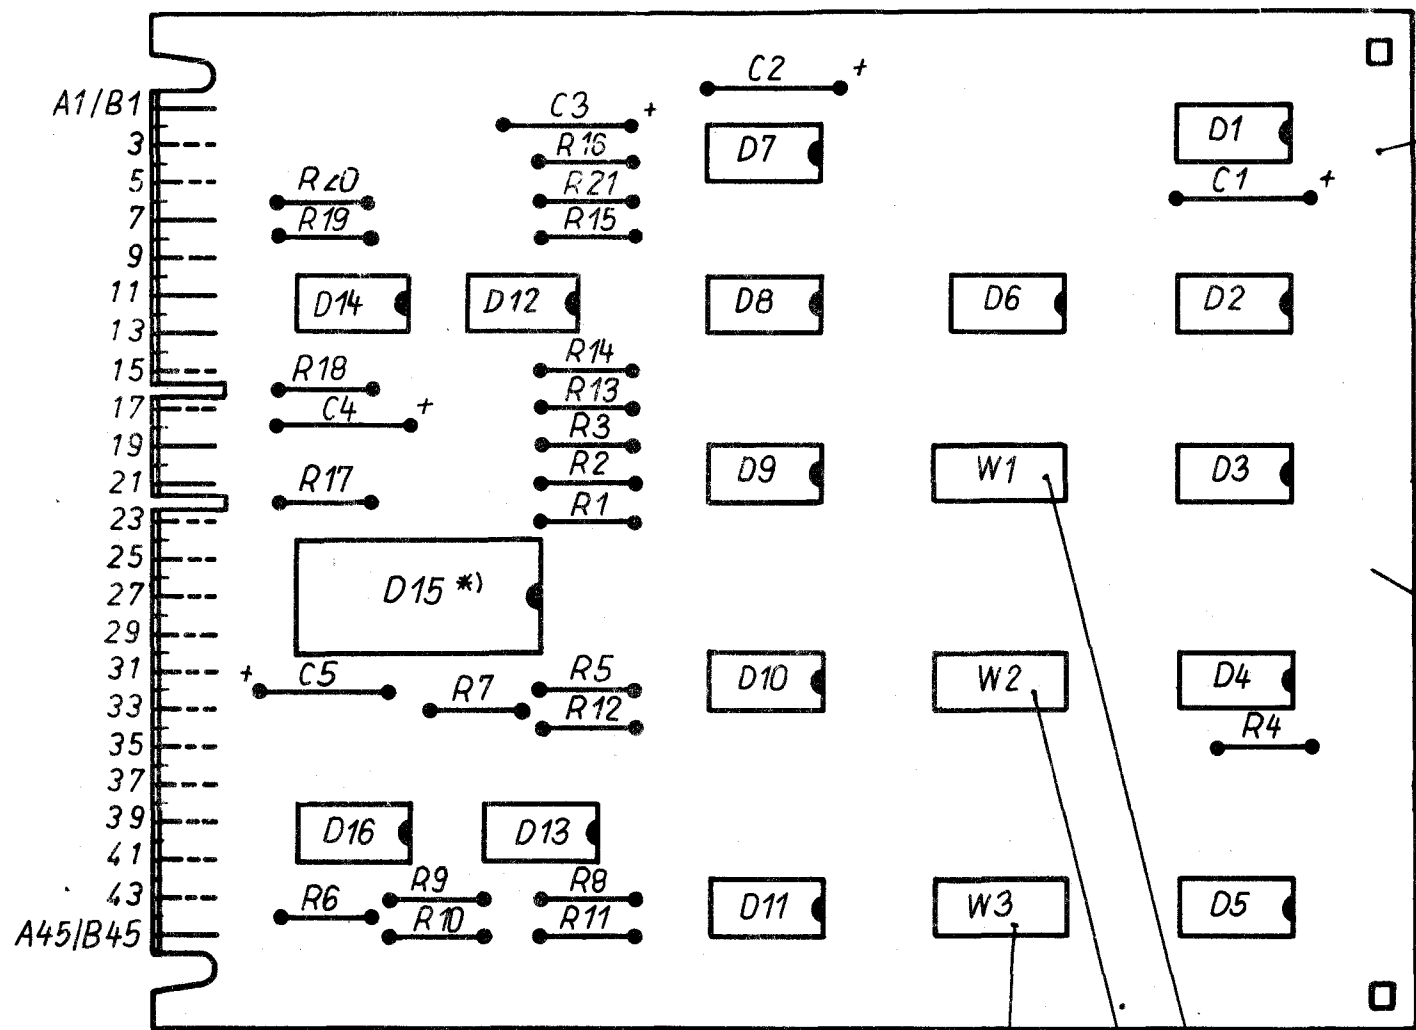 C2 +
A1/B1
C3 +
D1
3
R16
D7
5
R20
R21
C1 +
7
R19
R15
9
11
D14
D12
D8
D6
D2
13
15
R18
R14
17
C4 +
R13
19
R3
21
R17
R2
D9
W1
D3
23
R1
25
27
D15 *)
29
31
+ C5
R5
D10
W2
D4
33
R7
R12
35
R4
37
39
D16
D13
41
43
R6
R9
R8
D11
W3
D5
A45/B45
R10
R11